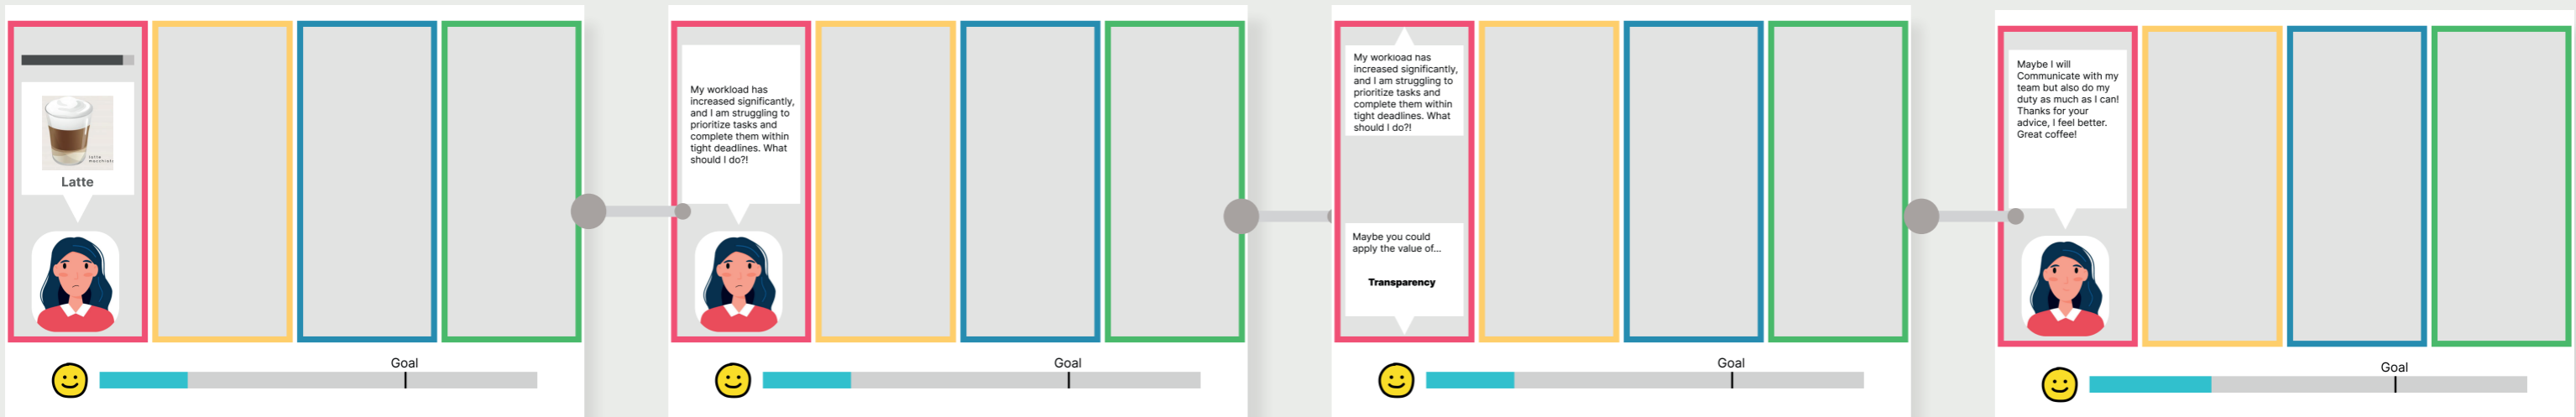 latte
macchiato
Latte
Goal
My workload has
increased significantly,
and I am struggling to
prioritize tasks and
complete them within
tight deadlines. What
should I do?!
Goal
My workload has
increased significantly,
and I am struggling to
prioritize tasks and
complete them within
tight deadlines. What
should I do?!
Maybe you could
apply the value of...
Transparency
Goal
Maybe I will
Communicate with my
team but also do my
duty as much as I can!
Thanks for your
advice, I feel better.
Great coffee!
Goal